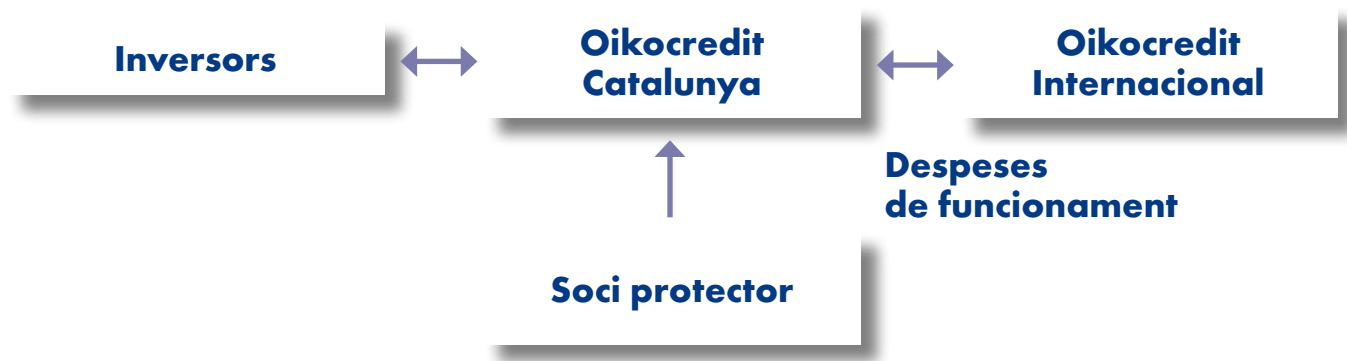 Inversors
Oikocredit
Catalunya
Oikocredit
Internacional
Despeses
de funcionament
Soci protector